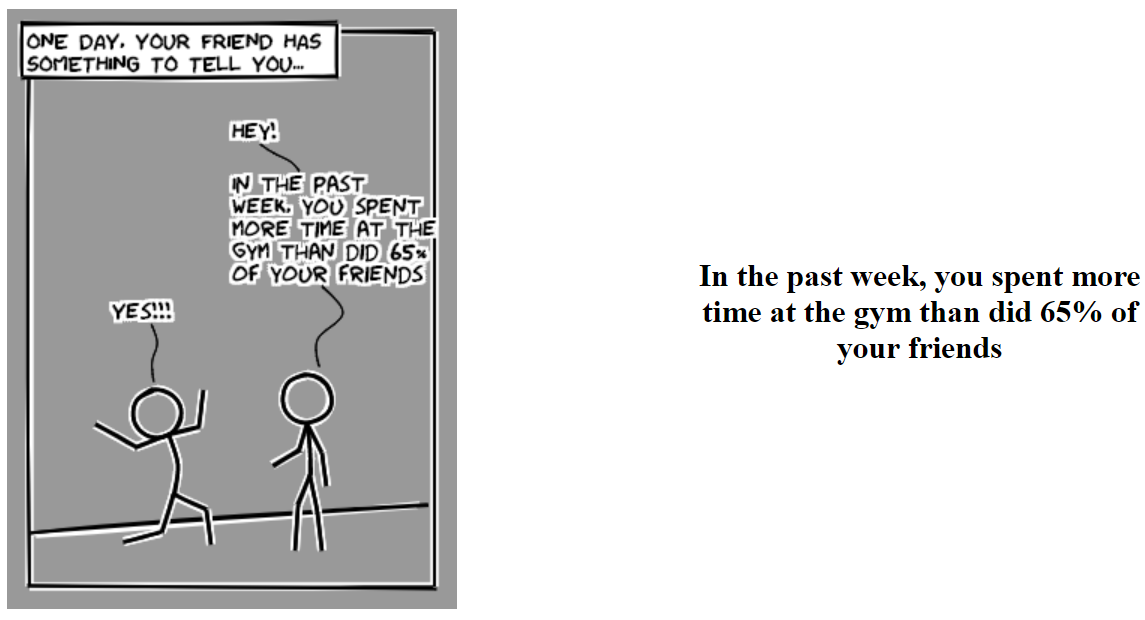 ONE DAY, YOUR FRIEND HAS
SOMETHING TO TELL YOU...
HEY!
IN THE PAST
WEEK, YOU SPENT
MORE TIME AT THE
GYM THAN DID 65%
OF YOUR FRIENDS
YES!!!
In the past week, you spent more
time at the gym than did 65% of
your friends